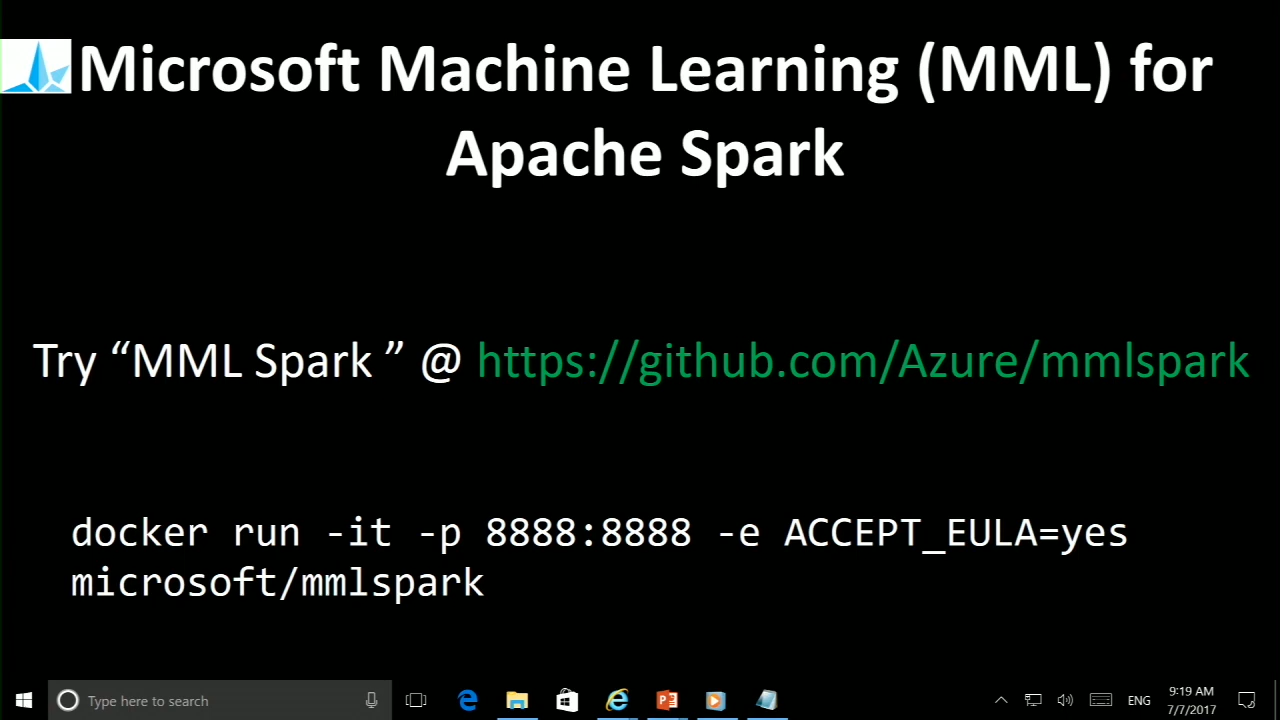 Microsoft Machine Learning (MML) for
Apache Spark
Try “MML Spark ” @ https://github.com/Azure/mmlspark
docker run -it -p 8888:8888 -e ACCEPT_EULA=yes
microsoft/mmlspark
Type here to search
ENG
9:19 AM
7/7/2017